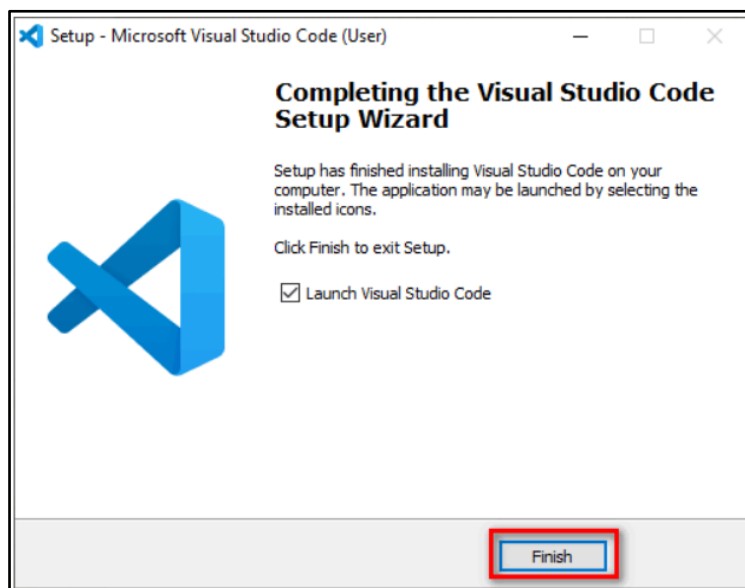 Setup - Microsoft Visual Studio Code (User)
Completing the Visual Studio Code
Setup Wizard
Setup has finished installing Visual Studio Code on your
computer. The application may be launched by selecting the
installed icons.
Click Finish to exit Setup.
Launch Visual Studio Code
Finish